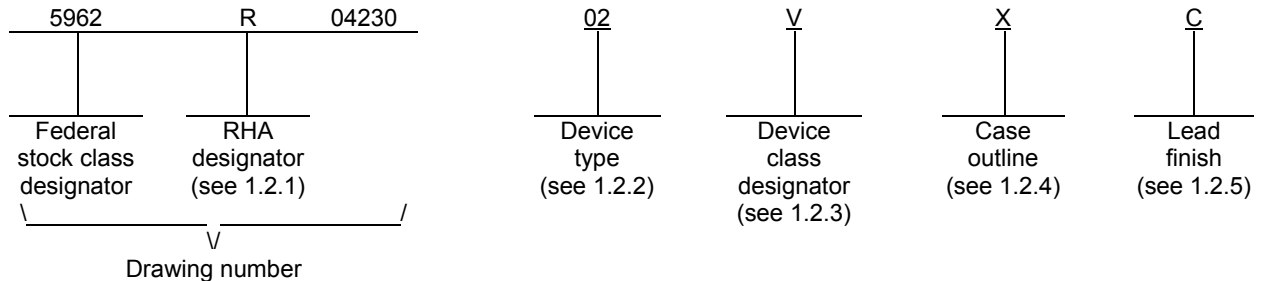 5962 R 04230 02 V X C
Federal RHA Device Device Case Lead
stock class designator type class outline finish
designator (see 1.2.1) (see 1.2.2) designator (see 1.2.4) (see 1.2.5)
(see 1.2.3)
\ /
\/
Drawing number